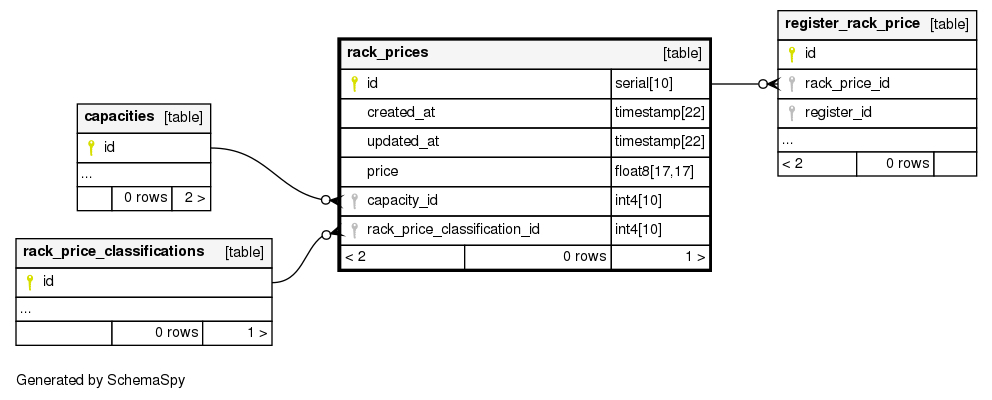 capacities [table]
id
...
0 rows 2 >
rack_price_classifications [table]
id
...
0 rows 1 >
rack_prices [table]
id serial[10]
created_at timestamp[22]
updated_at timestamp[22]
price float8[17,17]
capacity_id int4[10]
rack_price_classification_id int4[10]
< 2 0 rows 1 >
register_rack_price [table]
id
rack_price_id
register_id
...
< 2 0 rows
Generated by SchemaSpy